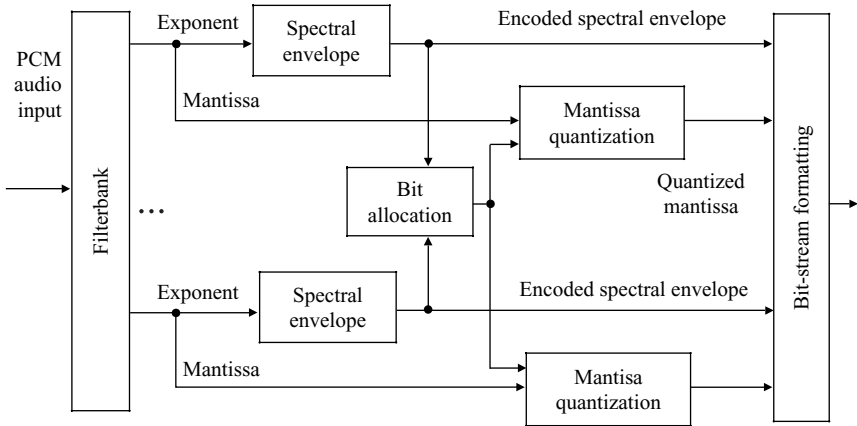 Exponent
Spectral
envelope
Encoded spectral envelope
PCM
audio
input
Mantissa
Mantissa
quantization
Filterbank
...
Bit
allocation
Quantized
mantissa
Bit-stream formatting
Exponent
Spectral
envelope
Encoded spectral envelope
Mantissa
Mantisa
quantization